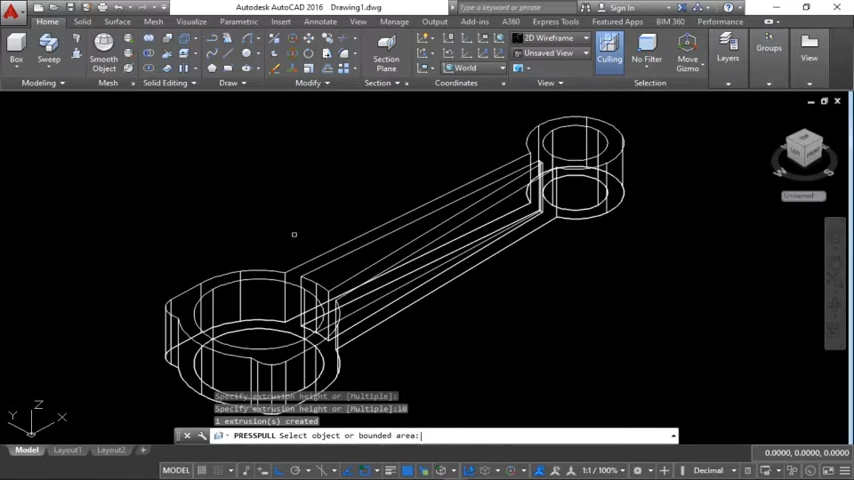 Autodesk AutoCAD 2016 Drawing1.dwg
Type a keyword or phrase
Sign In
Home Solid Surface Mesh Visualize Parametric Insert Annotate View Manage Output Add-ins A360 Express Tools Featured Apps BIM 360 Performance
Box
Sweep
Smooth
Object
Section
Plane
World
2D Wireframe
Unsaved View
Culling
No Filter
Move
Gizmo
Layers
Groups
View
Modeling
Mesh
Solid Editing
Draw
Modify
Section
Coordinates
View
Selection
TOP
LEFT
FRONT
W
S
Unnamed
Z
Y
X
Specify extrusion height or [Multiple]:
Specify extrusion height or [Multiple]:10
1 extrusion(s) created
PRESSPULL Select object or bounded area:
Model Layout1 Layout2 +
0.0000, 0.0000, 0.0000
MODEL
1:1 / 100%
Decimal